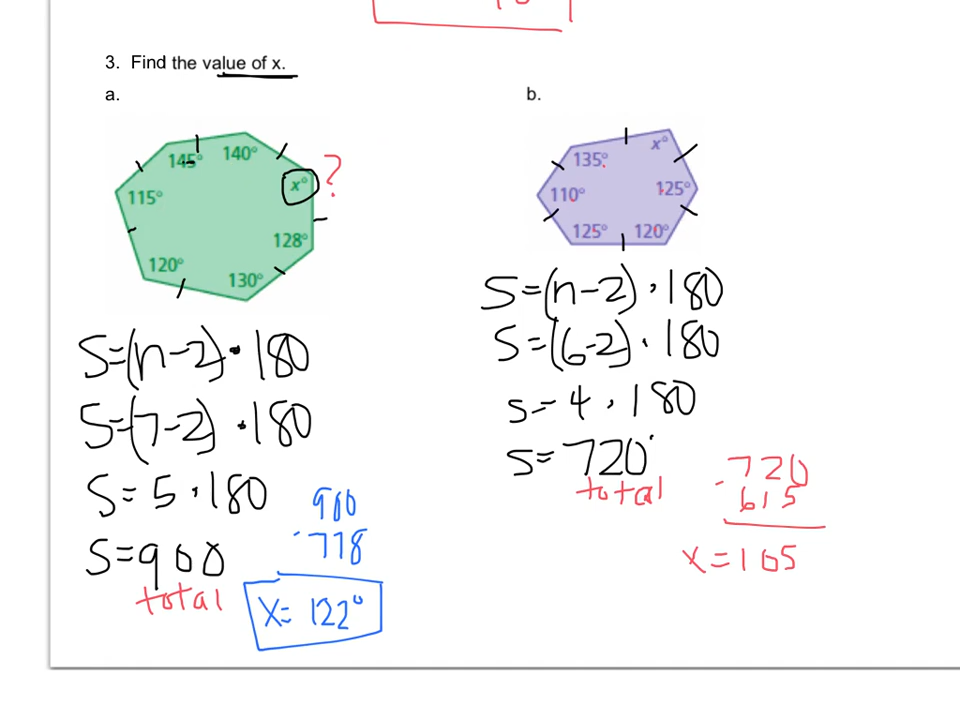 3. Find the value of x.
a.
145°
140°
x°
?
115°
128°
120°
130°
S=(n-2)·180
S=(7-2)·180
S=5·180
S=900
total
900
-778
x=122°
b.
135°
x°
110°
125°
125°
120°
S=(n-2)·180
S=(6-2)·180
S=4·180
S=720°
total
-720
615
x=105